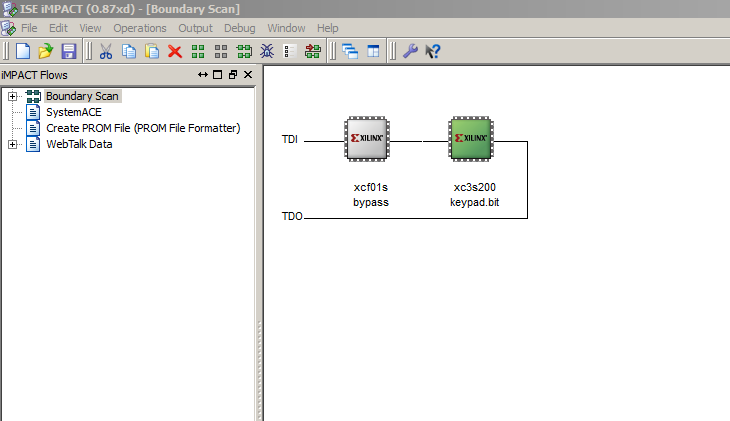 ISE iMPACT (0.87xd) - [Boundary Scan]
File Edit View Operations Output Debug Window Help
iMPACT Flows
Boundary Scan
SystemACE
Create PROM File (PROM File Formatter)
WebTalk Data
TDI
XILINX
XILINX
xcf01s
xc3s200
bypass
keypad.bit
TDO